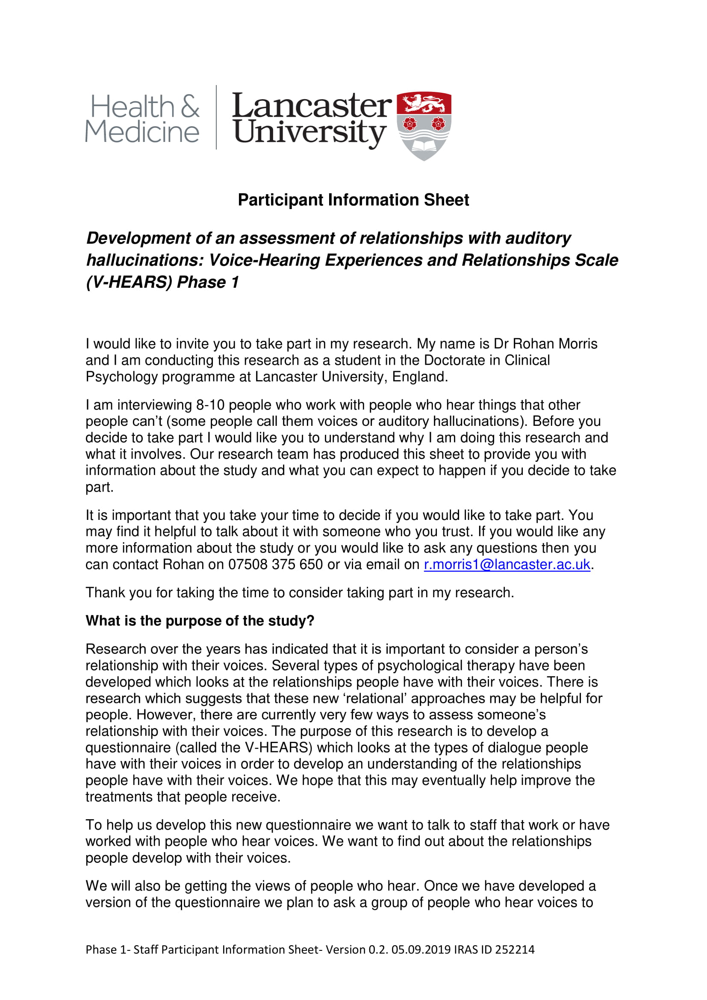 Health &
Medicine
Lancaster
University
Participant Information Sheet
Development of an assessment of relationships with auditory
hallucinations: Voice-Hearing Experiences and Relationships Scale
(V-HEARS) Phase 1
I would like to invite you to take part in my research. My name is Dr Rohan Morris
and I am conducting this research as a student in the Doctorate in Clinical
Psychology programme at Lancaster University, England.
I am interviewing 8-10 people who work with people who hear things that other
people can’t (some people call them voices or auditory hallucinations). Before you
decide to take part I would like you to understand why I am doing this research and
what it involves. Our research team has produced this sheet to provide you with
information about the study and what you can expect to happen if you decide to take
part.
It is important that you take your time to decide if you would like to take part. You
may find it helpful to talk about it with someone who you trust. If you would like any
more information about the study or you would like to ask any questions then you
can contact Rohan on 07508 375 650 or via email on r.morris1@lancaster.ac.uk.
Thank you for taking the time to consider taking part in my research.
What is the purpose of the study?
Research over the years has indicated that it is important to consider a person’s
relationship with their voices. Several types of psychological therapy have been
developed which looks at the relationships people have with their voices. There is
research which suggests that these new ‘relational’ approaches may be helpful for
people. However, there are currently very few ways to assess someone’s
relationship with their voices. The purpose of this research is to develop a
questionnaire (called the V-HEARS) which looks at the types of dialogue people
have with their voices in order to develop an understanding of the relationships
people have with their voices. We hope that this may eventually help improve the
treatments that people receive.
To help us develop this new questionnaire we want to talk to staff that work or have
worked with people who hear voices. We want to find out about the relationships
people develop with their voices.
We will also be getting the views of people who hear. Once we have developed a
version of the questionnaire we plan to ask a group of people who hear voices to
Phase 1- Staff Participant Information Sheet- Version 0.2. 05.09.2019 IRAS ID 252214